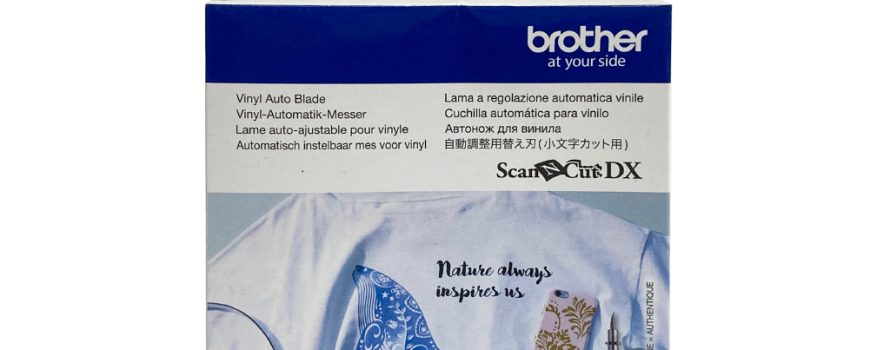 brother
at your side
Vinyl Auto Blade
Vinyl-Automatik-Messer
Lame auto-ajustable pour vinyle
Automatisch instelbaar mes voor vinyl
Lama a regolazione automatica vinile
Cuchilla automática para vinilo
Автонож для винила
自動調整用替え刃(小文字カット用)
ScanNCut DX
Nature always
inspires us
NE = AUTHENTIQUE